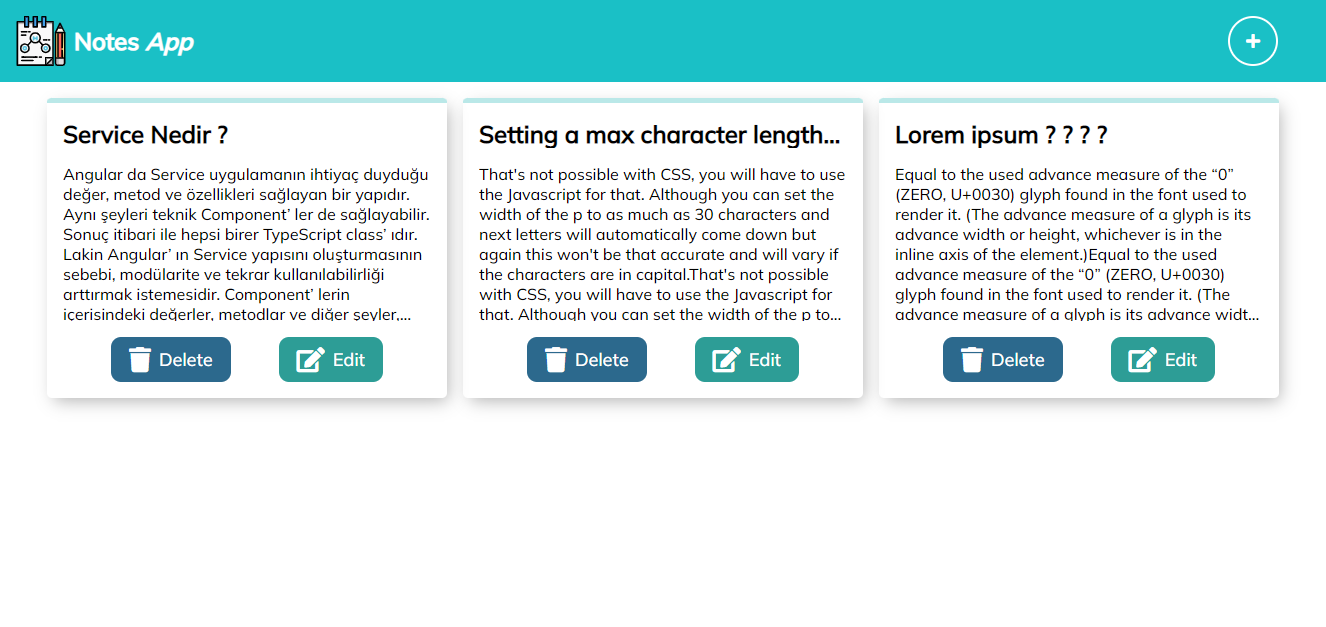 Notes App
Service Nedir ?
Angular da Service uygulamanın ihtiyaç duyduğu
değer, metod ve özellikleri sağlayan bir yapıdır.
Aynı şeyleri teknik Component’ ler de sağlayabilir.
Sonuç itibari ile hepsi birer TypeScript class’ ıdır.
Lakin Angular’ ın Service yapısını oluşturmasının
sebebi, modülarite ve tekrar kullanılabilirliği
arttırmak istemesidir. Component’ lerin
içerisindeki değerler, metodlar ve diğer şeyler,...
Delete
Edit
Setting a max character length...
That's not possible with CSS, you will have to use
the Javascript for that. Although you can set the
width of the p to as much as 30 characters and
next letters will automatically come down but
again this won't be that accurate and will vary if
the characters are in capital.That's not possible
with CSS, you will have to use the Javascript for
that. Although you can set the width of the p to...
Delete
Edit
Lorem ipsum ? ? ? ?
Equal to the used advance measure of the “0”
(ZERO, U+0030) glyph found in the font used to
render it. (The advance measure of a glyph is its
advance width or height, whichever is in the
inline axis of the element.)Equal to the used
advance measure of the “0” (ZERO, U+0030)
glyph found in the font used to render it. (The
advance measure of a glyph is its advance widt...
Delete
Edit